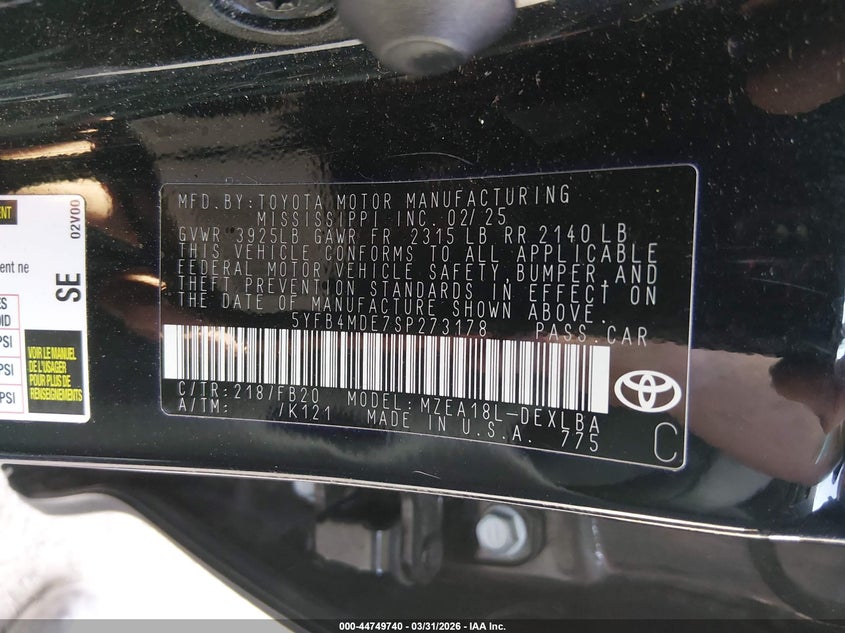 MFD.BY:TOYOTA MOTOR MANUFACTURING
MISSISSIPPI INC. 02/25
GVWR 3925LB GAWR FR 2315 LB RR 2140 LB
THIS VEHICLE CONFORMS TO ALL APPLICABLE
FEDERAL MOTOR VEHICLE SAFETY, BUMPER, AND
THEFT PREVENTION STANDARDS IN EFFECT ON
THE DATE OF MANUFACTURE SHOWN ABOVE.
5YFB4MDE7SP273178 PASS.CAR
C/TR:2187/FB20 MODEL:MZEA18L-DEXLBA
A/TM: /K121 MADE IN U.S.A. 775
C
02V00
SE
ent ne
PSI
PSI
PSI
VOIR LE MANUEL
DE L'USAGER
POUR PLUS DE
RENSEIGNEMENTS
000-44749740 - 03/31/2026 - IAA Inc.